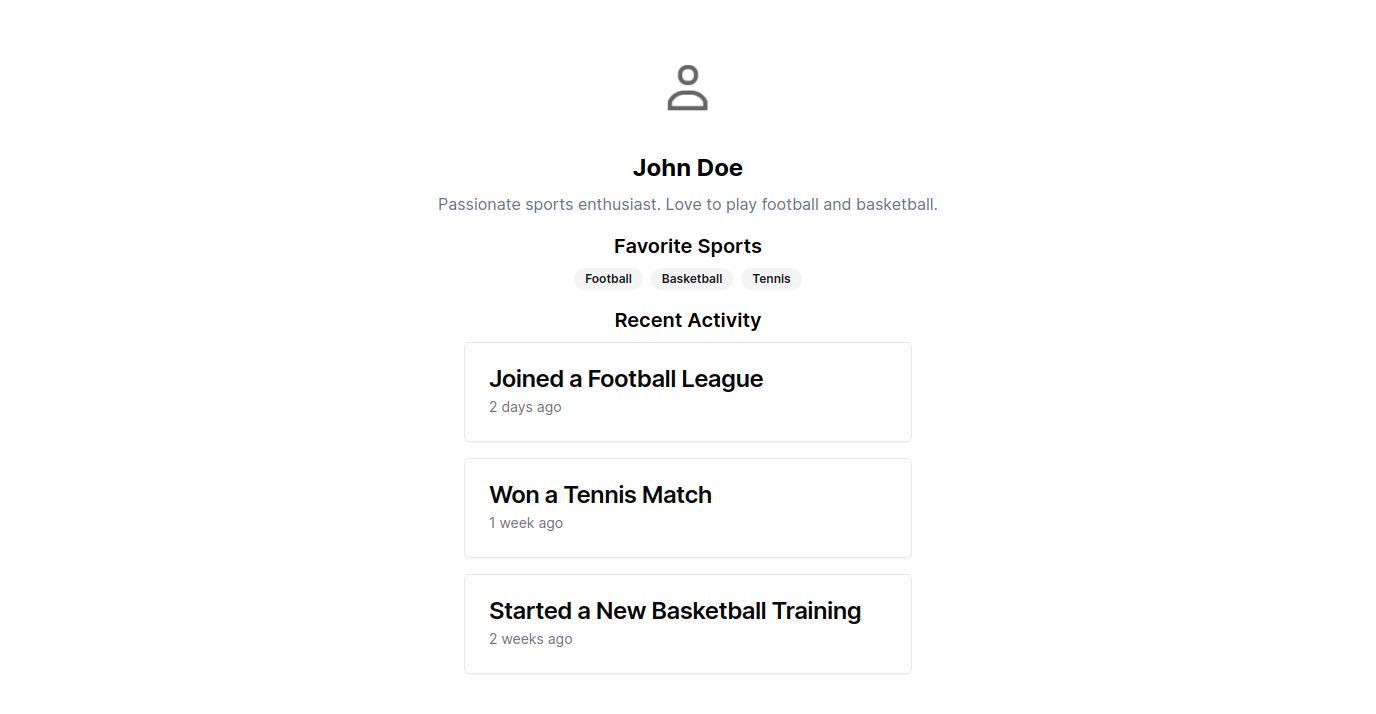 John Doe
Passionate sports enthusiast. Love to play football and basketball.
Favorite Sports
Football Basketball Tennis
Recent Activity
Joined a Football League
2 days ago
Won a Tennis Match
1 week ago
Started a New Basketball Training
2 weeks ago